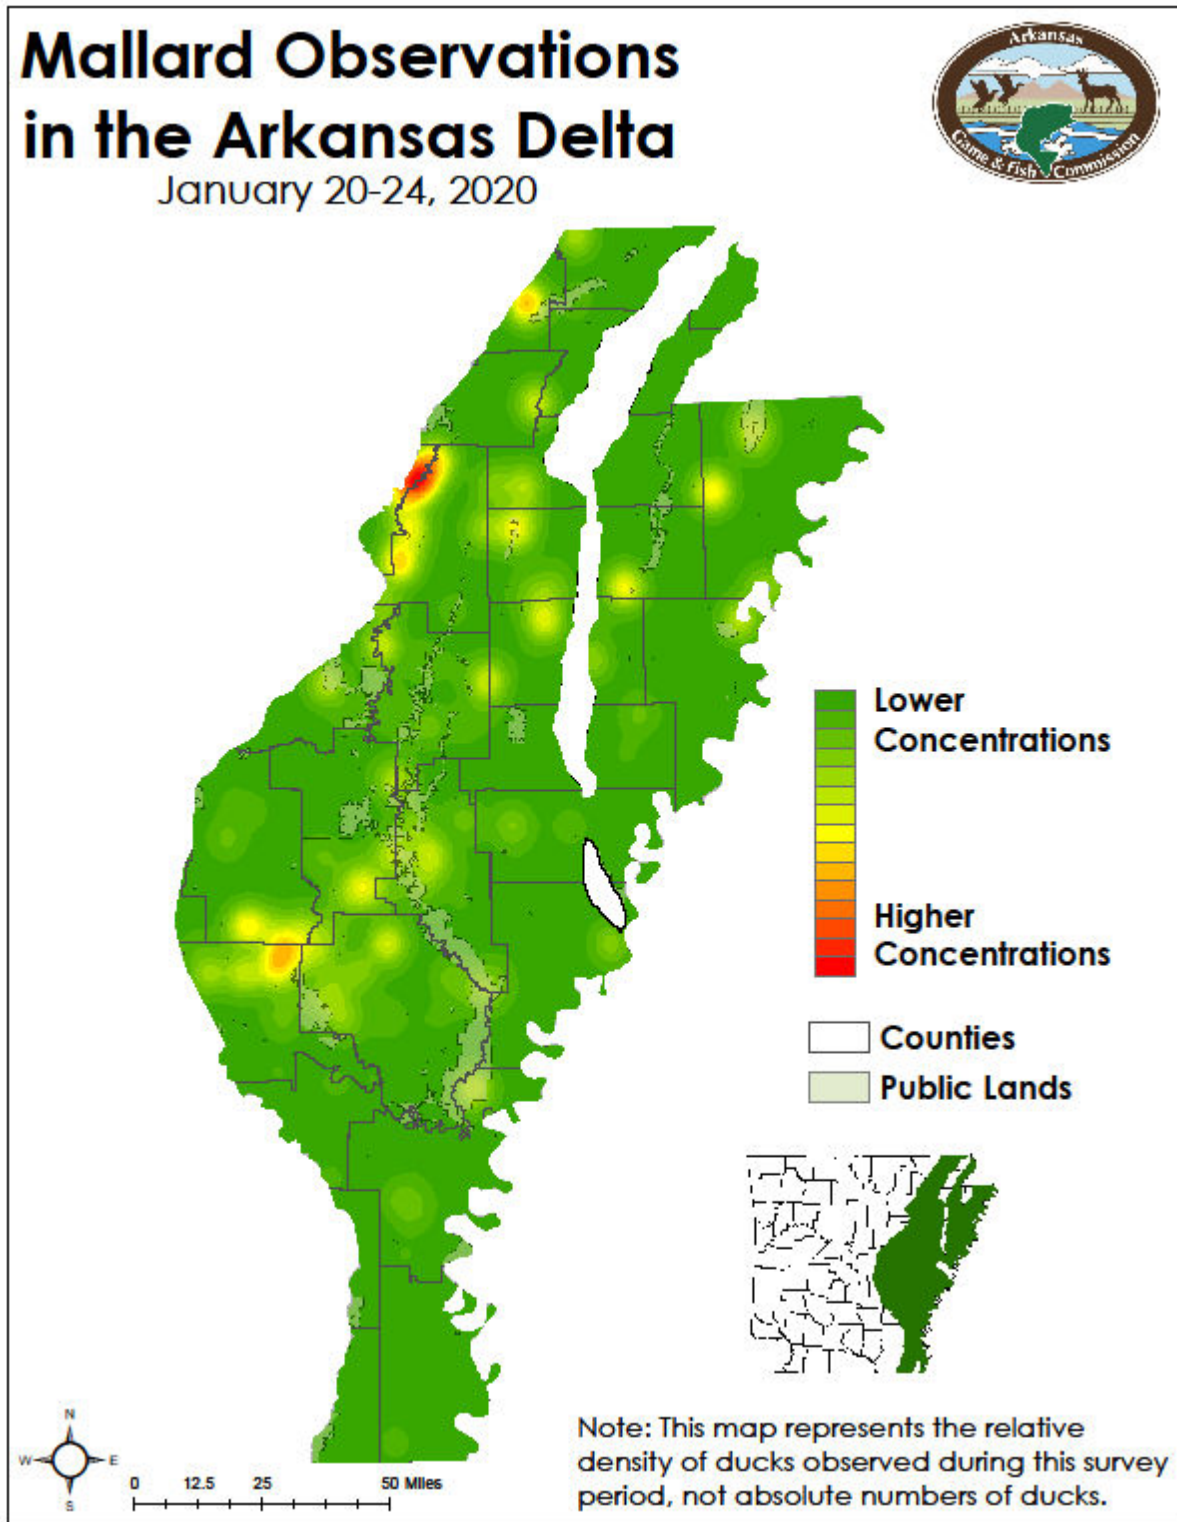 Mallard Observations
in the Arkansas Delta
January 20-24, 2020
Arkansas
Game & Fish Commission
Lower
Concentrations
Higher
Concentrations
Counties
Public Lands
N
W E
S
0 12.5 25 50 Miles
Note: This map represents the relative
density of ducks observed during this survey
period, not absolute numbers of ducks.